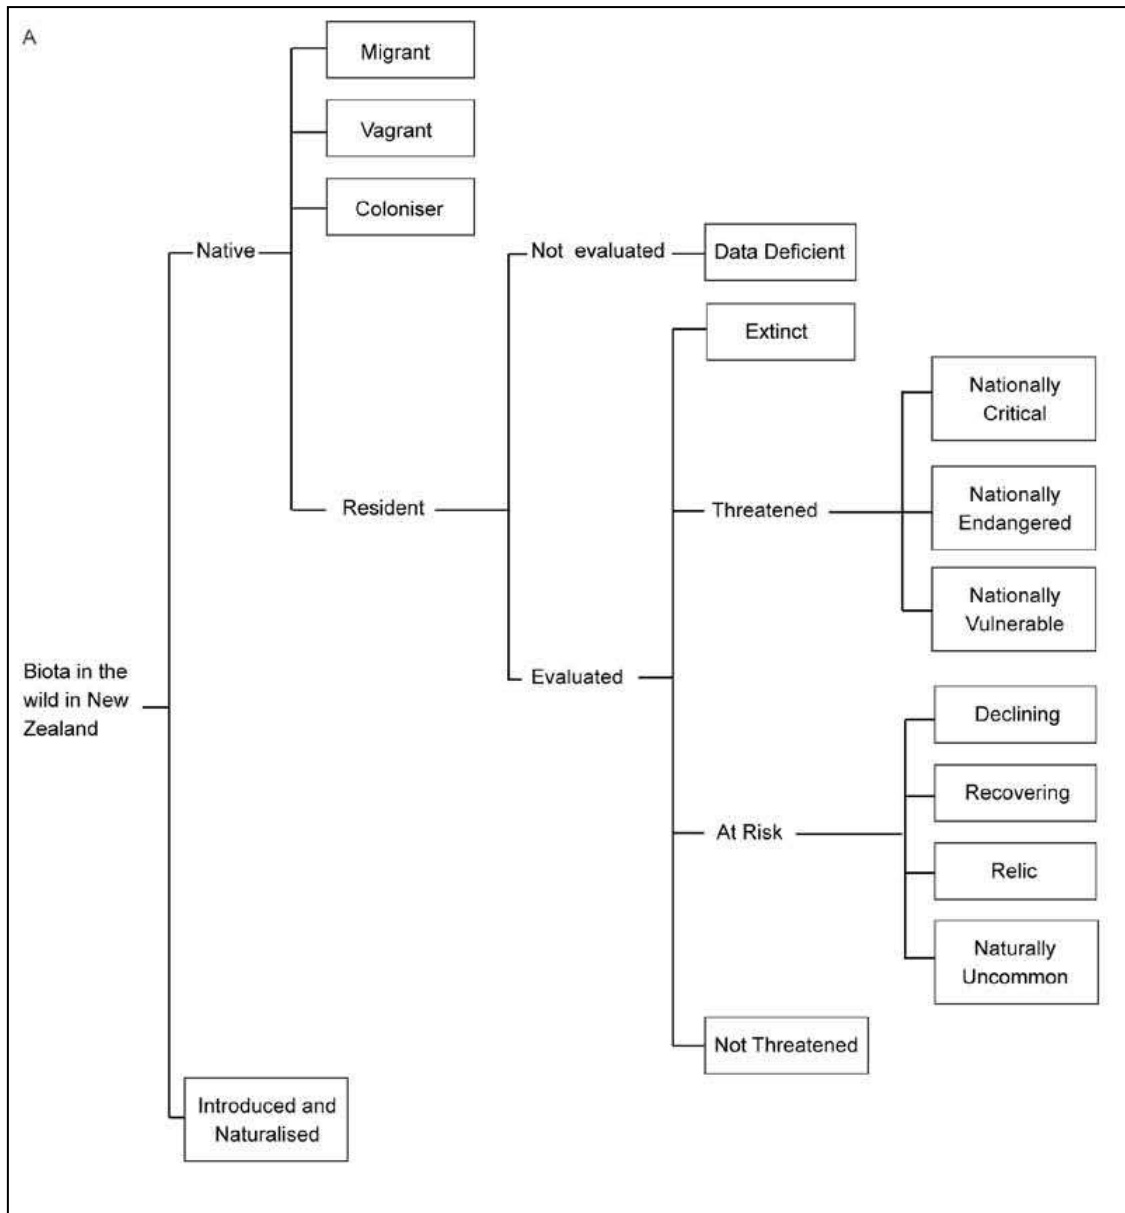 A
Migrant
Vagrant
Coloniser
Native
Not evaluated
Data Deficient
Extinct
Nationally
Critical
Resident
Threatened
Nationally
Endangered
Nationally
Vulnerable
Biota in the
wild in New
Zealand
Evaluated
Declining
Recovering
At Risk
Relic
Naturally
Uncommon
Not Threatened
Introduced and
Naturalised